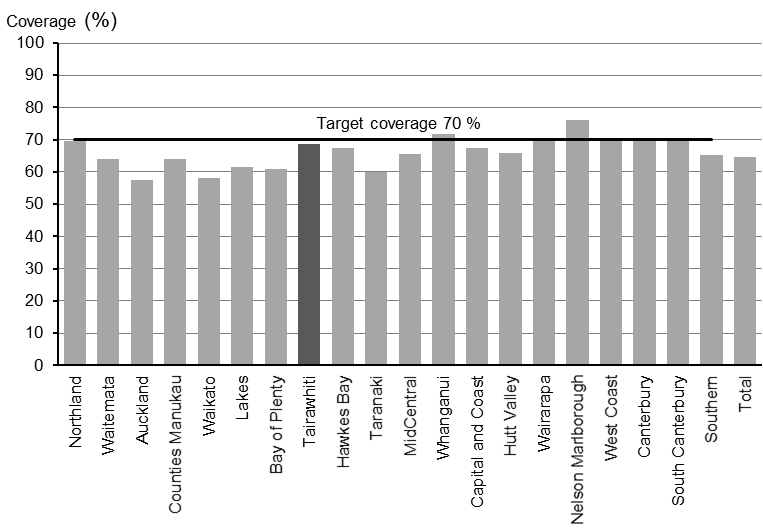 Coverage (%)
100
90
80
Target coverage 70 %
70
60
50
40
30
20
10
0
Northland
Waitemata
Auckland
Counties Manukau
Waikato
Lakes
Bay of Plenty
Tairawhiti
Hawkes Bay
Taranaki
MidCentral
Whanganui
Capital and Coast
Hutt Valley
Wairarapa
Nelson Marlborough
West Coast
Canterbury
South Canterbury
Southern
Total